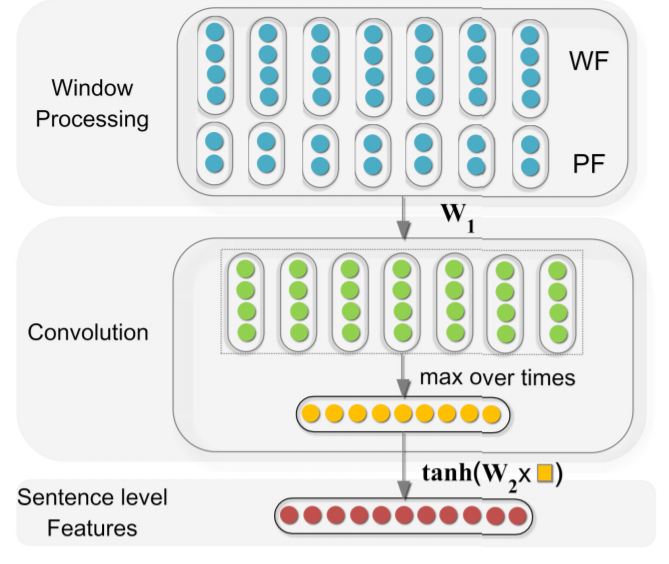 WF
Window
Processing
PF
W1
Convolution
max over times
tanh(W2x )
Sentence level
Features